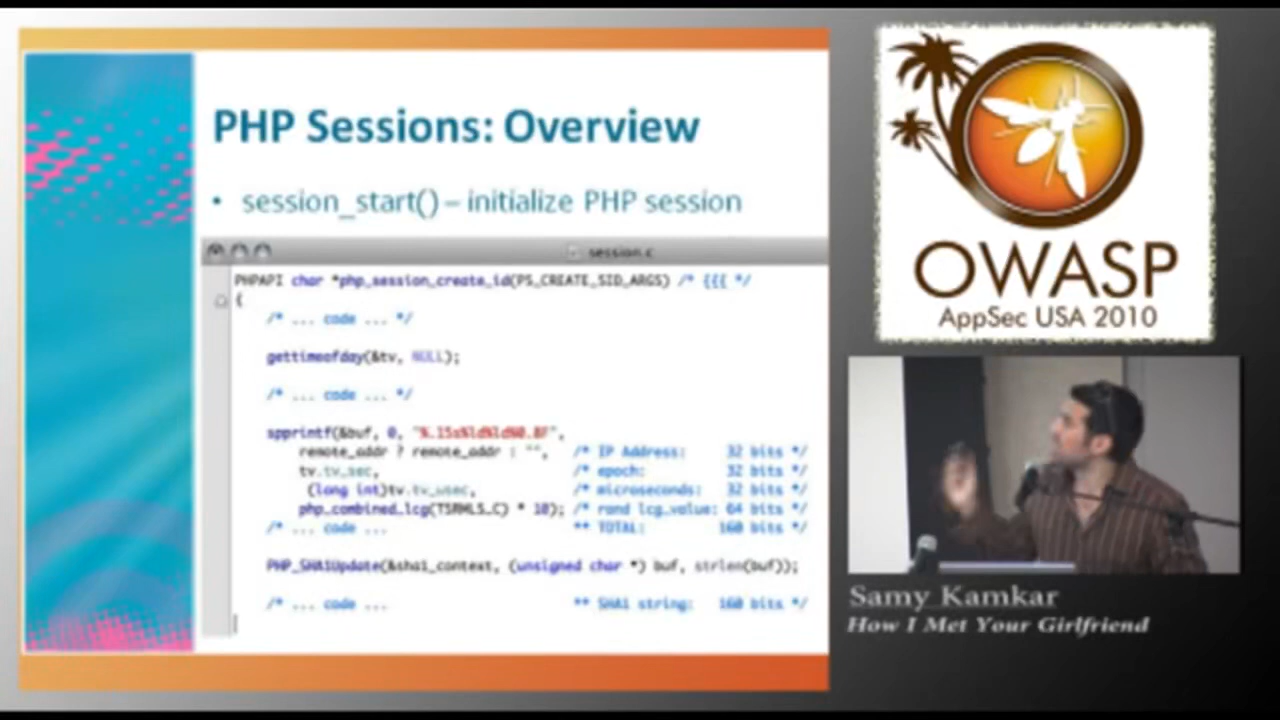 PHP Sessions: Overview
• session_start() – initialize PHP session
session.c
PHPAPI char *php_session_create_id(PS_CREATE_SID_ARGS) /* {{{ */
{
/* ... code ... */
gettimeofday(&tv, NULL);
/* ... code ... */
spprintf(&buf, 0, "%.15s%ld%ld%0.8F",
remote_addr ? remote_addr : "", /* IP Address: 32 bits */
tv.tv_sec, /* epoch: 32 bits */
(long int)tv.tv_usec, /* microseconds: 32 bits */
php_combined_lcg(TSRMLS_C) * 10); /* rand lcg_value: 64 bits */
/* ... code ... ** TOTAL: 160 bits */
PHP_SHA1Update(&sha1_context, (unsigned char *) buf, strlen(buf));
/* ... code ... ** SHA1 string: 160 bits */
OWASP
AppSec USA 2010
Samy Kamkar
How I Met Your Girlfriend